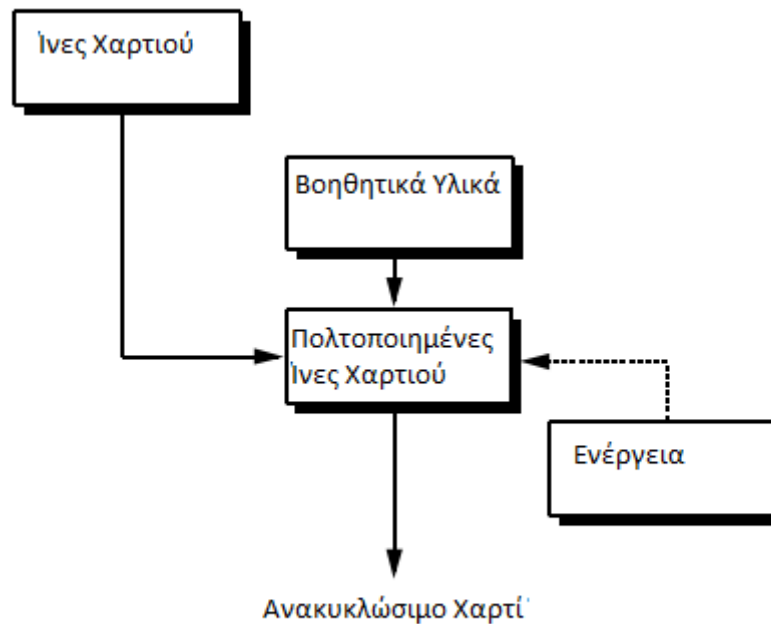 Ίνες Χαρτιού
Βοηθητικά Υλικά
Πολτοποιημένες
Ίνες Χαρτιού
Ενέργεια
Ανακυκλώσιμο Χαρτί